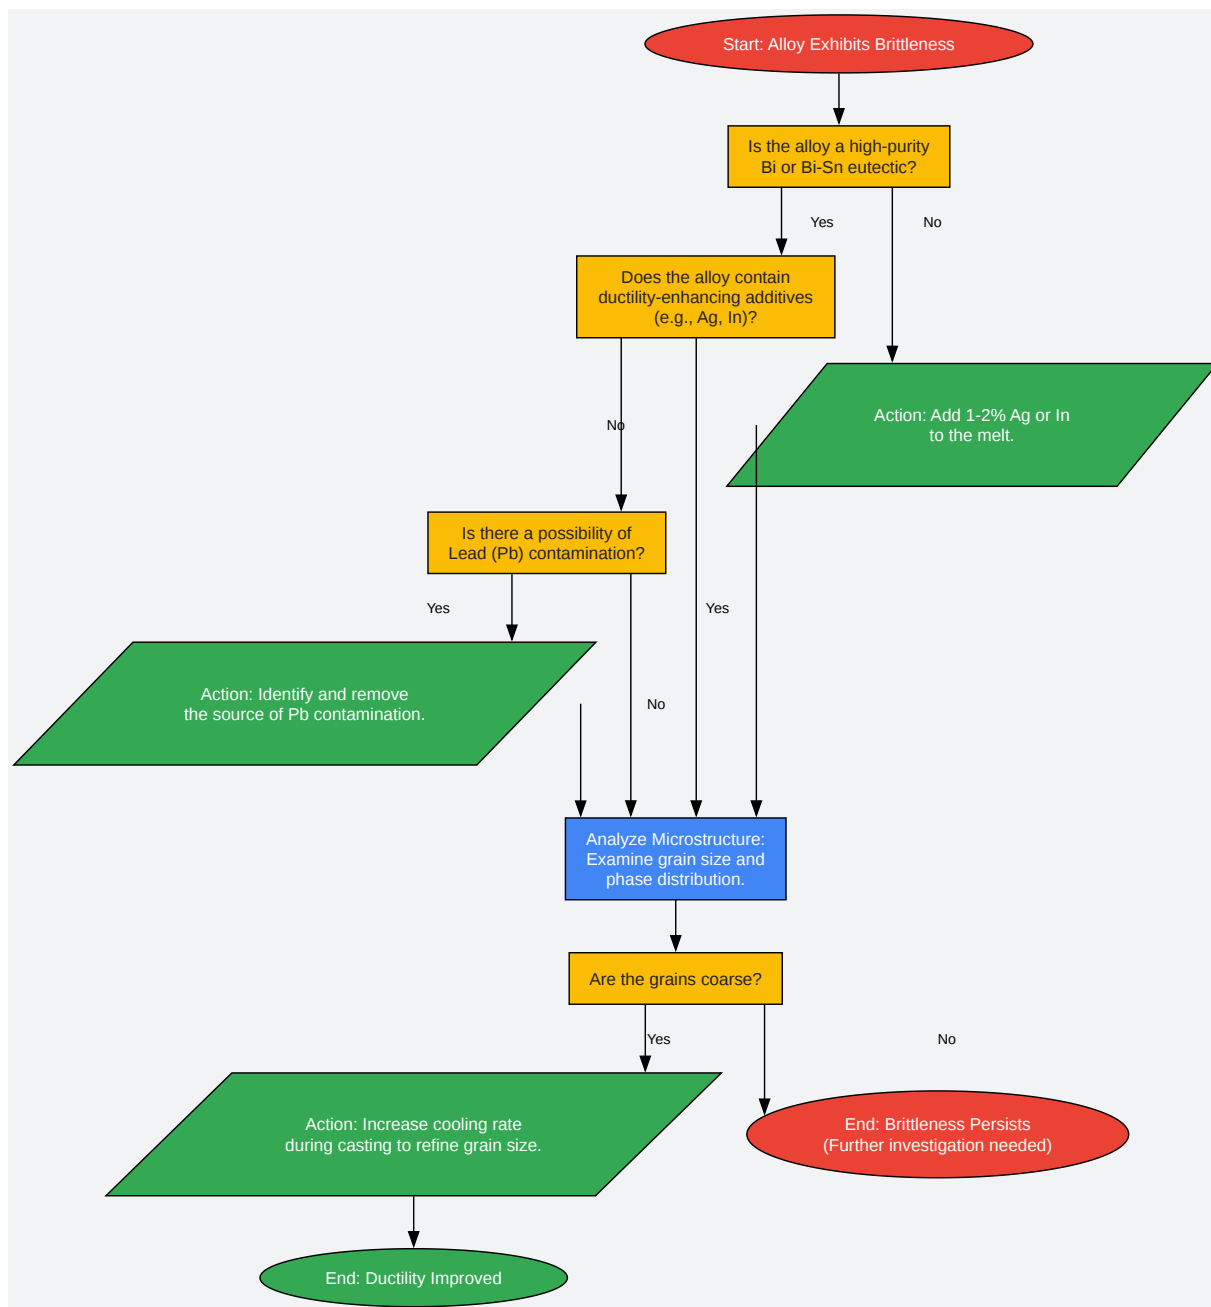 Start: Alloy Exhibits Brittleness
Is the alloy a high-purity
Bi or Bi-Sn eutectic?
Yes
No
Does the alloy contain
ductility-enhancing additives
(e.g., Ag, In)?
No
Action: Add 1-2% Ag or In
to the melt.
Is there a possibility of
Lead (Pb) contamination?
Yes
Yes
Action: Identify and remove
the source of Pb contamination.
No
Analyze Microstructure:
Examine grain size and
phase distribution.
Are the grains coarse?
Yes
No
Action: Increase cooling rate
during casting to refine grain size.
End: Brittleness Persists
(Further investigation needed)
End: Ductility Improved